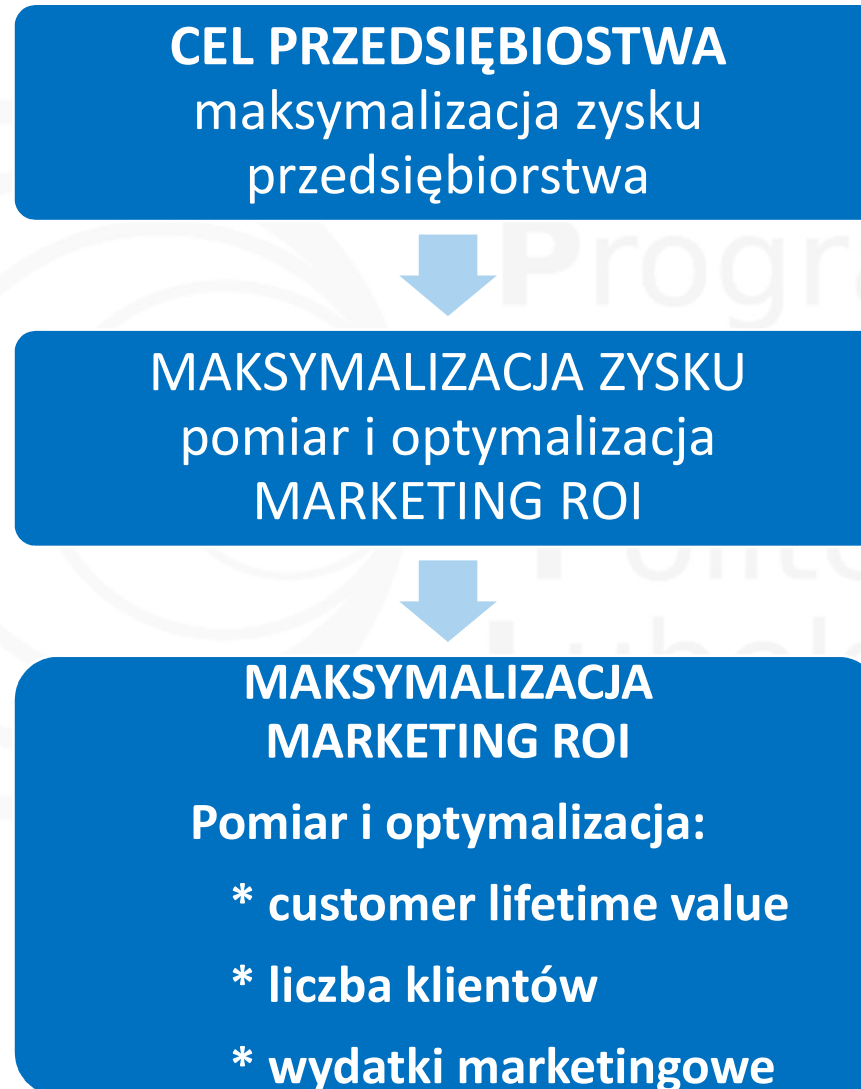 CEL PRZEDSIĘBIOSTWA
maksymalizacja zysku
przedsiębiorstwa
Progra
MAKSYMALIZACJA ZYSKU
pomiar i optymalizacja
MARKETING ROI
MAKSYMALIZACJA
MARKETING ROI
Pomiar i optymalizacja:
* customer lifetime value
* liczba klientów
* wydatki marketingowe